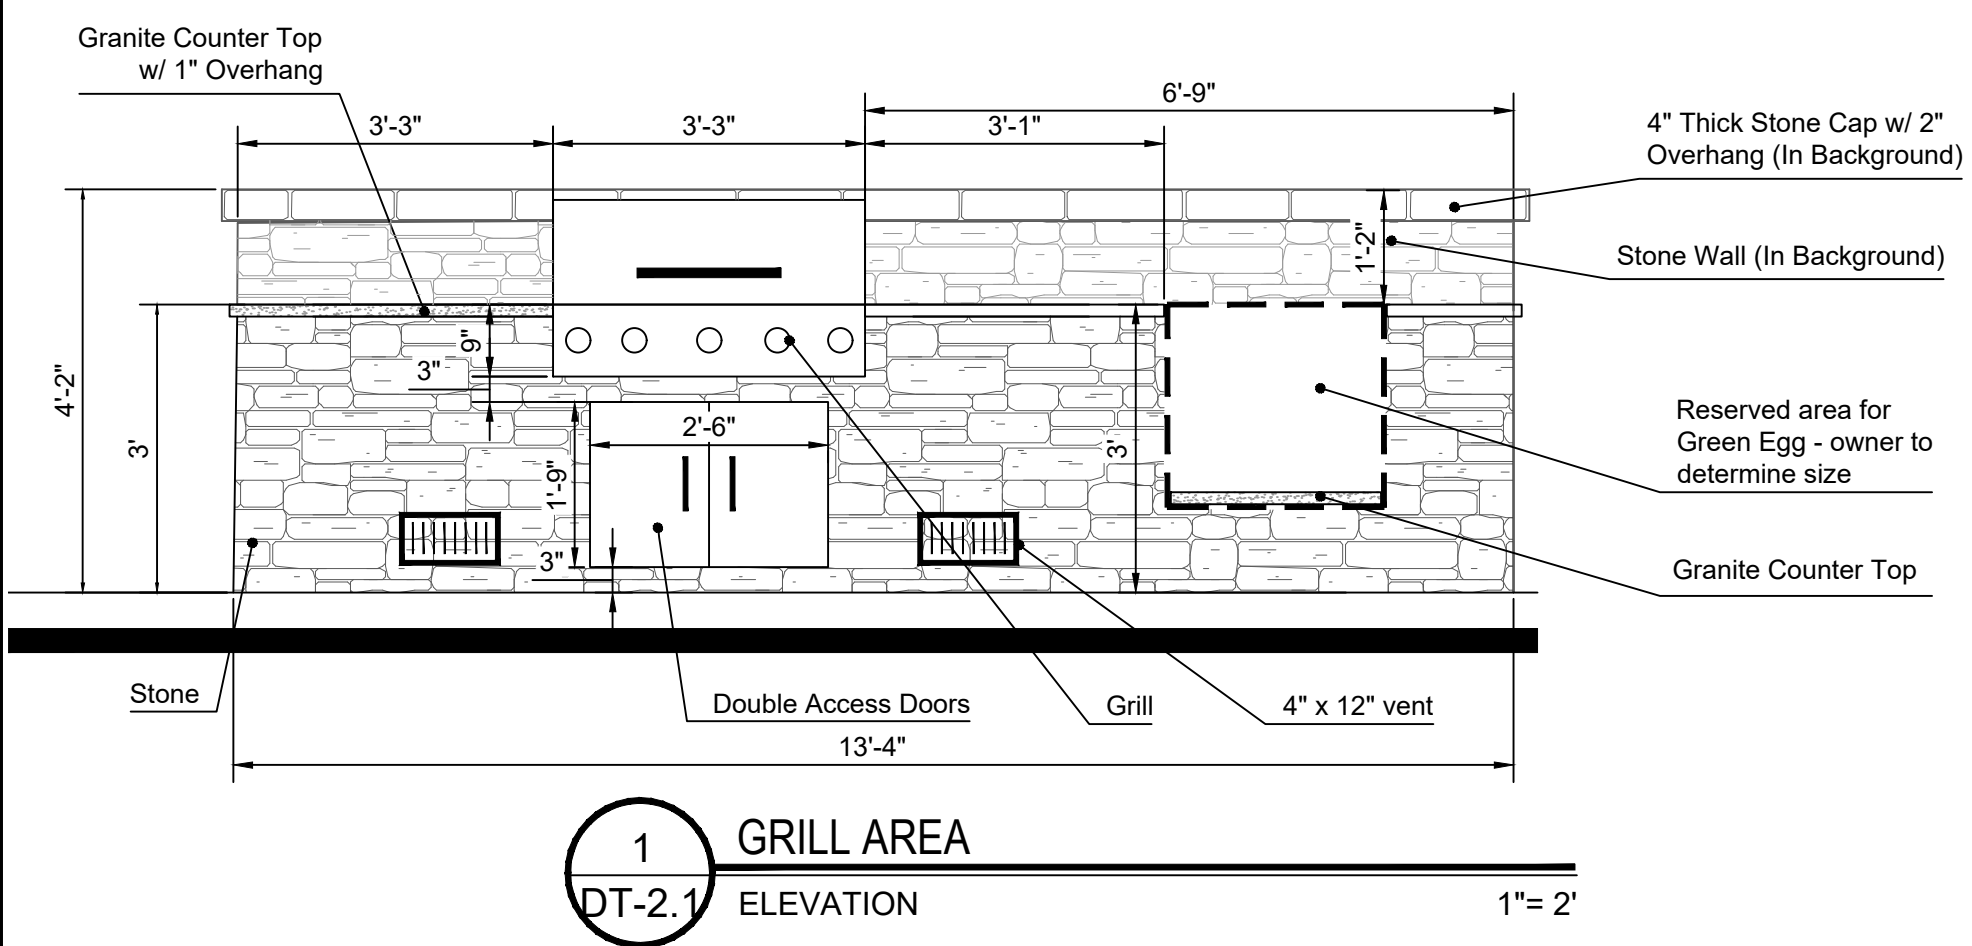 Granite Counter Top
w/ 1" Overhang
6'-9"
3'-3"
3'-3"
3'-1"
4" Thick Stone Cap w/ 2"
Overhang (In Background)
1'-2"
Stone Wall (In Background)
9"
3"
4'-2"
3'
2'-6"
3'
1'-9"
3"
Reserved area for
Green Egg - owner to
determine size
Granite Counter Top
Stone
Double Access Doors
Grill
4" x 12" vent
13'-4"
1
GRILL AREA
DT-2.1
ELEVATION
1"= 2'